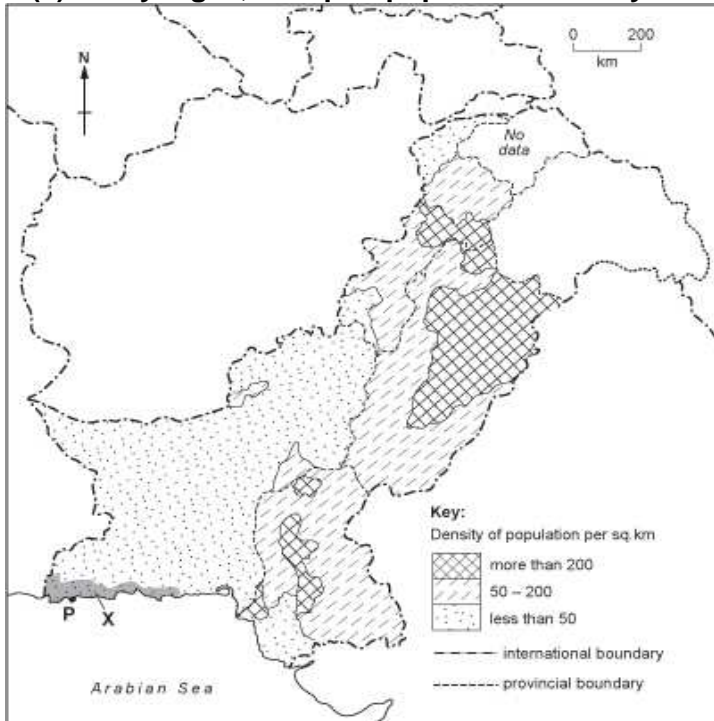 0 200
km
N
No
data
P
X
Arabian Sea
Key:
Density of population per sq.km
more than 200
50 – 200
less than 50
international boundary
provincial boundary